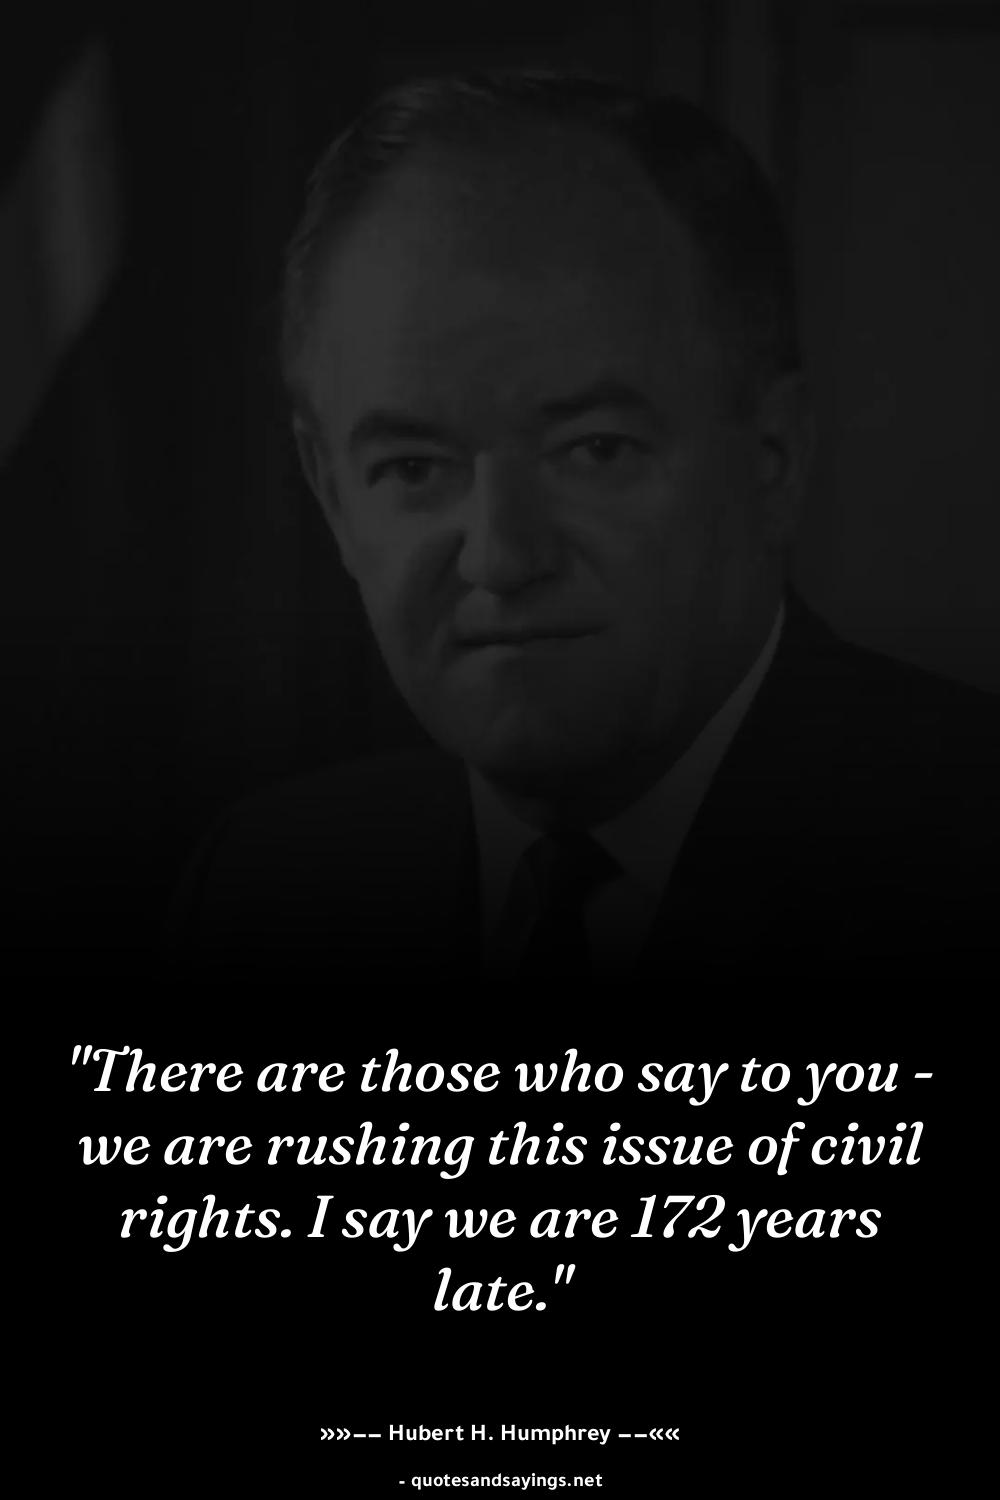 "There are those who say to you -
we are rushing this issue of civil
rights. I say we are 172 years
late."
»»−− Hubert H. Humphrey −−««
- quotesandsayings.net